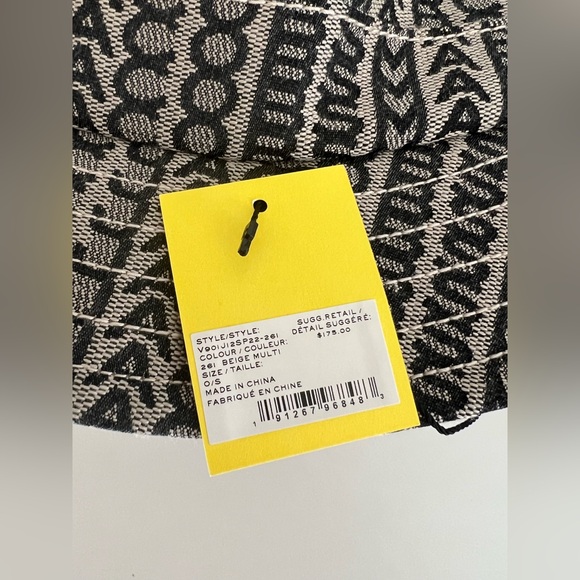 STYLE/STYLE:
V901J12SP22-261
COLOUR / COULEUR:
261 BEIGE MULTI
SIZE / TAILLE:
O/S
MADE IN CHINA
FABRIQUÉ EN CHINE
SUGG.RETAIL /
DÉTAIL SUGGÉRÉ:
$175.00
1 91267 96848 3